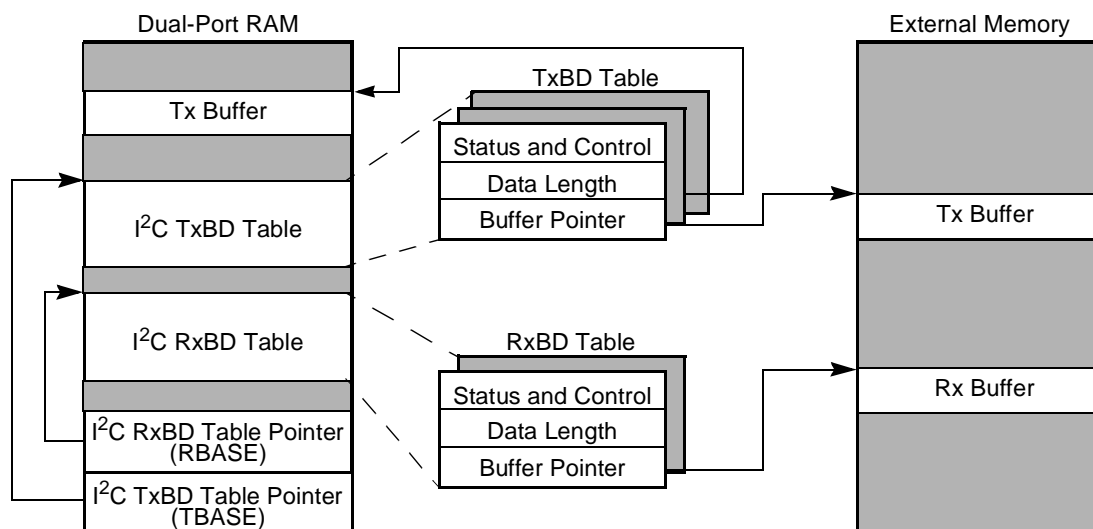 Dual-Port RAM
Tx Buffer
I²C TxBD Table
I²C RxBD Table
I²C RxBD Table Pointer
(RBASE)
I²C TxBD Table Pointer
(TBASE)
TxBD Table
Status and Control
Data Length
Buffer Pointer
RxBD Table
Status and Control
Data Length
Buffer Pointer
External Memory
Tx Buffer
Rx Buffer